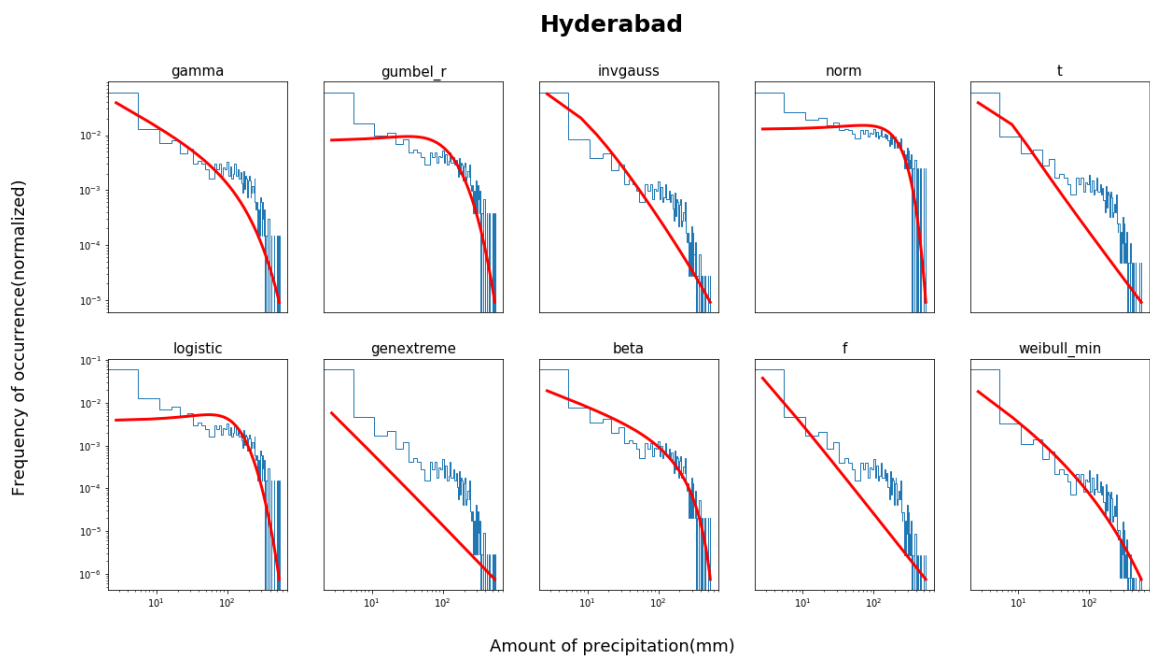 Hyderabad
gamma gumbel_r invgauss norm t
10⁻²
10⁻³
10⁻⁴
10⁻⁵
logistic genextreme beta f weibull_min
10⁻¹
10⁻²
10⁻³
10⁻⁴
10⁻⁵
10⁻⁶
10¹ 10² 10¹ 10² 10¹ 10² 10¹ 10² 10¹ 10²
Frequency of occurrence(normalized)
Amount of precipitation(mm)